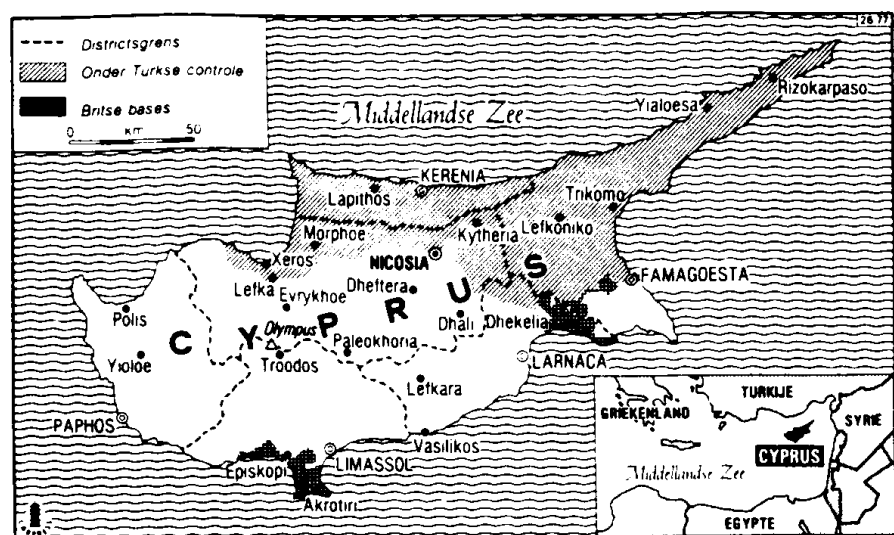 26.77
Districtsgrens
Onder Turkse controle
Britse bases
0 km 50
Middellandse Zee
Rizokarpaso
Yialoesa
KERENIA
Lapithos
Trikomo
Lefkoniko
Kytheria
Morphoe
NICOSIA
Xeros
FAMAGOESTA
Lefka
Dheftera
Evrykhoe
CYPRUS
Polis
Olympus
Dhali
Dhekelia
Paleokhoria
Yioloe
Troodos
LARNACA
Lefkara
PAPHOS
Vasilikos
Episkopi
LIMASSOL
Akrotiri
TURKIJE
GRIEKENLAND
SYRIE
CYPRUS
Middellandse Zee
EGYPTE